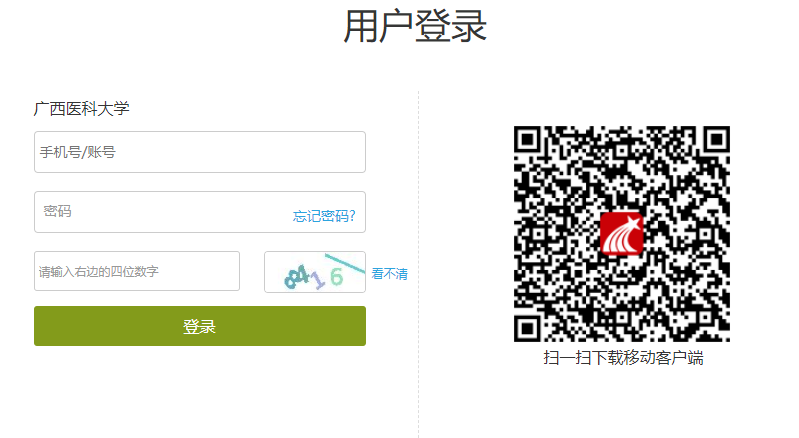 用户登录
广西医科大学
手机号/账号
密码
忘记密码?
请输入右边的四位数字
8416
看不清
登录
扫一扫下载移动客户端